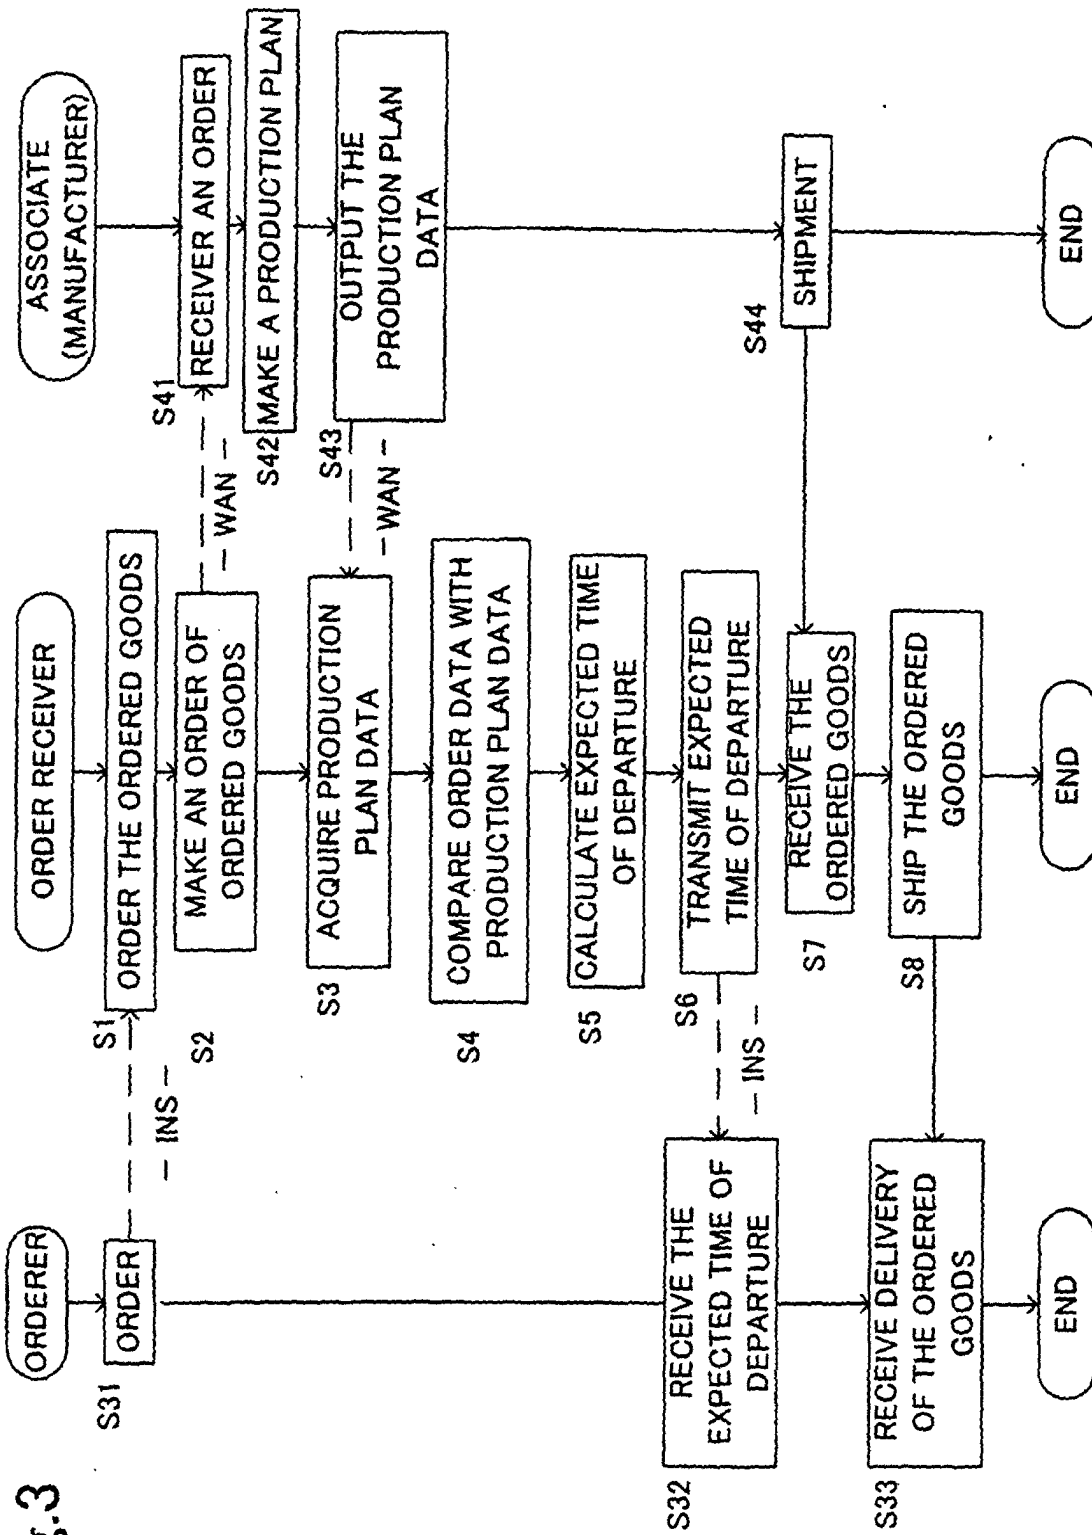 .3
ORDERER
S31
ORDER
- INS -
S32
RECEIVE THE
EXPECTED TIME OF
DEPARTURE
S33
RECEIVE DELIVERY
OF THE ORDERED
GOODS
END
ORDER RECEIVER
S1
ORDER THE ORDERED GOODS
S2
MAKE AN ORDER OF
ORDERED GOODS
- WAN -
S3
ACQUIRE PRODUCTION
PLAN DATA
- WAN -
S4
COMPARE ORDER DATA WITH
PRODUCTION PLAN DATA
S5
CALCULATE EXPECTED TIME
OF DEPARTURE
S6
TRANSMIT EXPECTED
TIME OF DEPARTURE
- INS -
S7
RECEIVE THE
ORDERED GOODS
S8
SHIP THE ORDERED
GOODS
END
ASSOCIATE
(MANUFACTURER)
S41
RECEIVER AN ORDER
S42
MAKE A PRODUCTION PLAN
S43
OUTPUT THE
PRODUCTION PLAN
DATA
S44
SHIPMENT
END